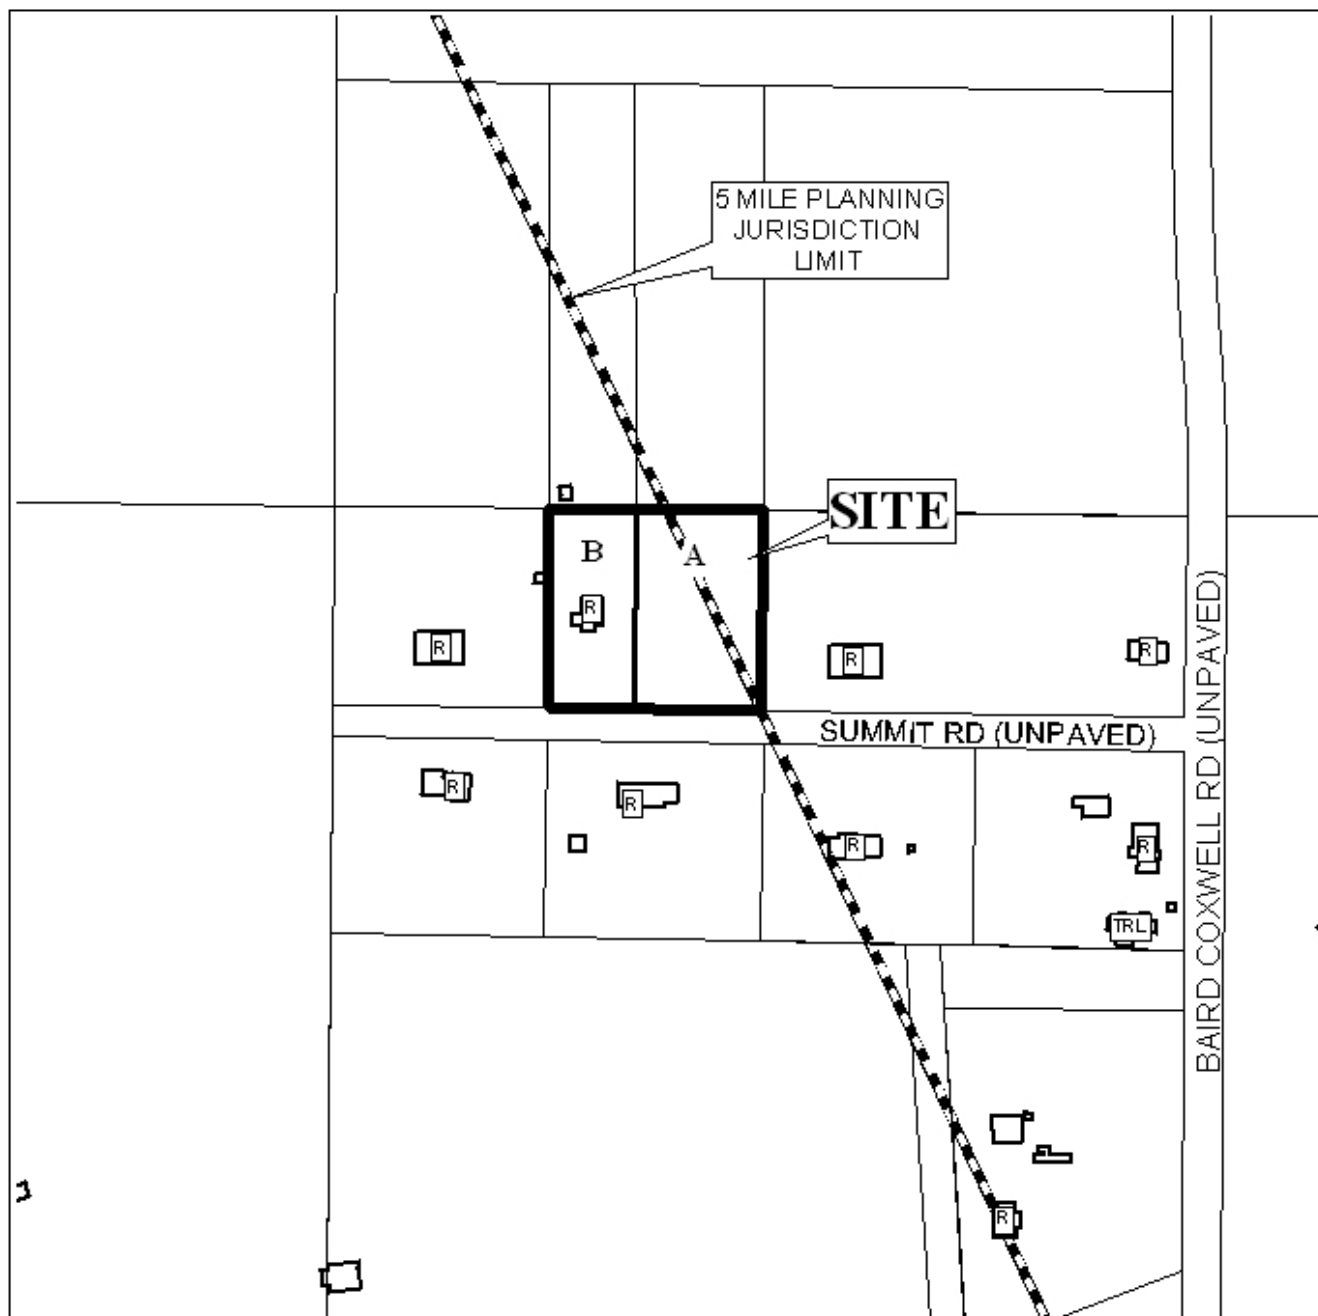 5 MILE PLANNING
JURISDICTION
LIMIT
SITE
B
A
R
R
R
R
SUMMIT RD (UNPAVED)
BAIRD COXWELL RD (UNPAVED)
R
R
R
R
TRL
R